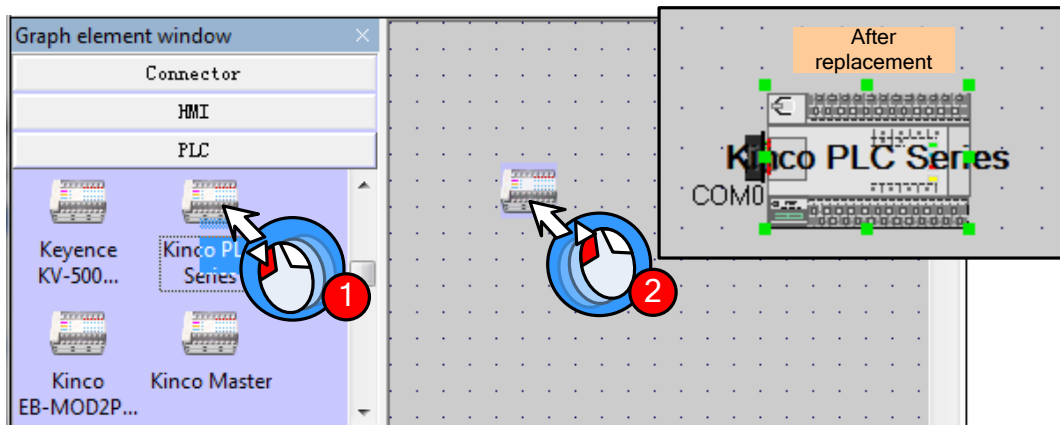 Graph element window
Connector
HMI
PLC
Keyence
KV-500...
Kinco PL
Series
Kinco
EB-MOD2P...
Kinco Master
1
2
After
replacement
Kinco PLC Series
COM0